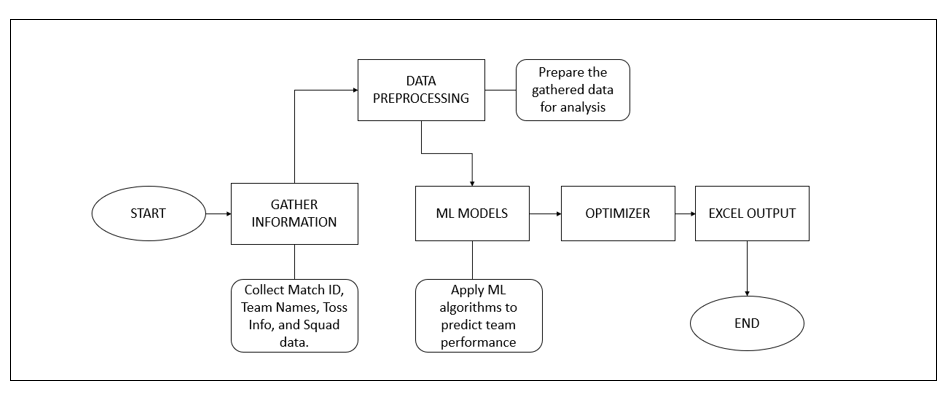 DATA
PREPROCESSING
Prepare the
gathered data
for analysis
START
GATHER
INFORMATION
ML MODELS
OPTIMIZER
EXCEL OUTPUT
Collect Match ID,
Team Names, Toss
Info, and Squad
data.
Apply ML
algorithms to
predict team
performance
END